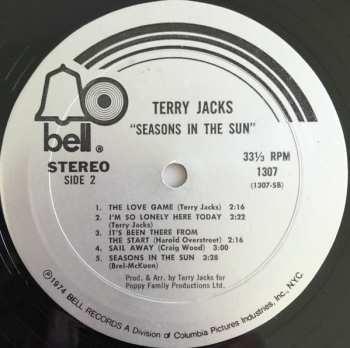 bell®
TERRY JACKS
"SEASONS IN THE SUN"
STEREO
SIDE 2
33⅓ RPM
1307
(1307-SB)
1. THE LOVE GAME (Terry Jacks) 2:16
2. I'M SO LONELY HERE TODAY 2:22
(Terry Jacks)
3. IT'S BEEN THERE FROM
THE START (Harold Overstreet) 2:16
4. SAIL AWAY (Craig Wood) 3:00
5. SEASONS IN THE SUN 3:28
(Brel-McKuen)
Prod. & Arr. by Terry Jacks for
Poppy Family Productions Ltd.
℗1974 BELL RECORDS A Division of Columbia Pictures Industries, Inc., N.Y.C.